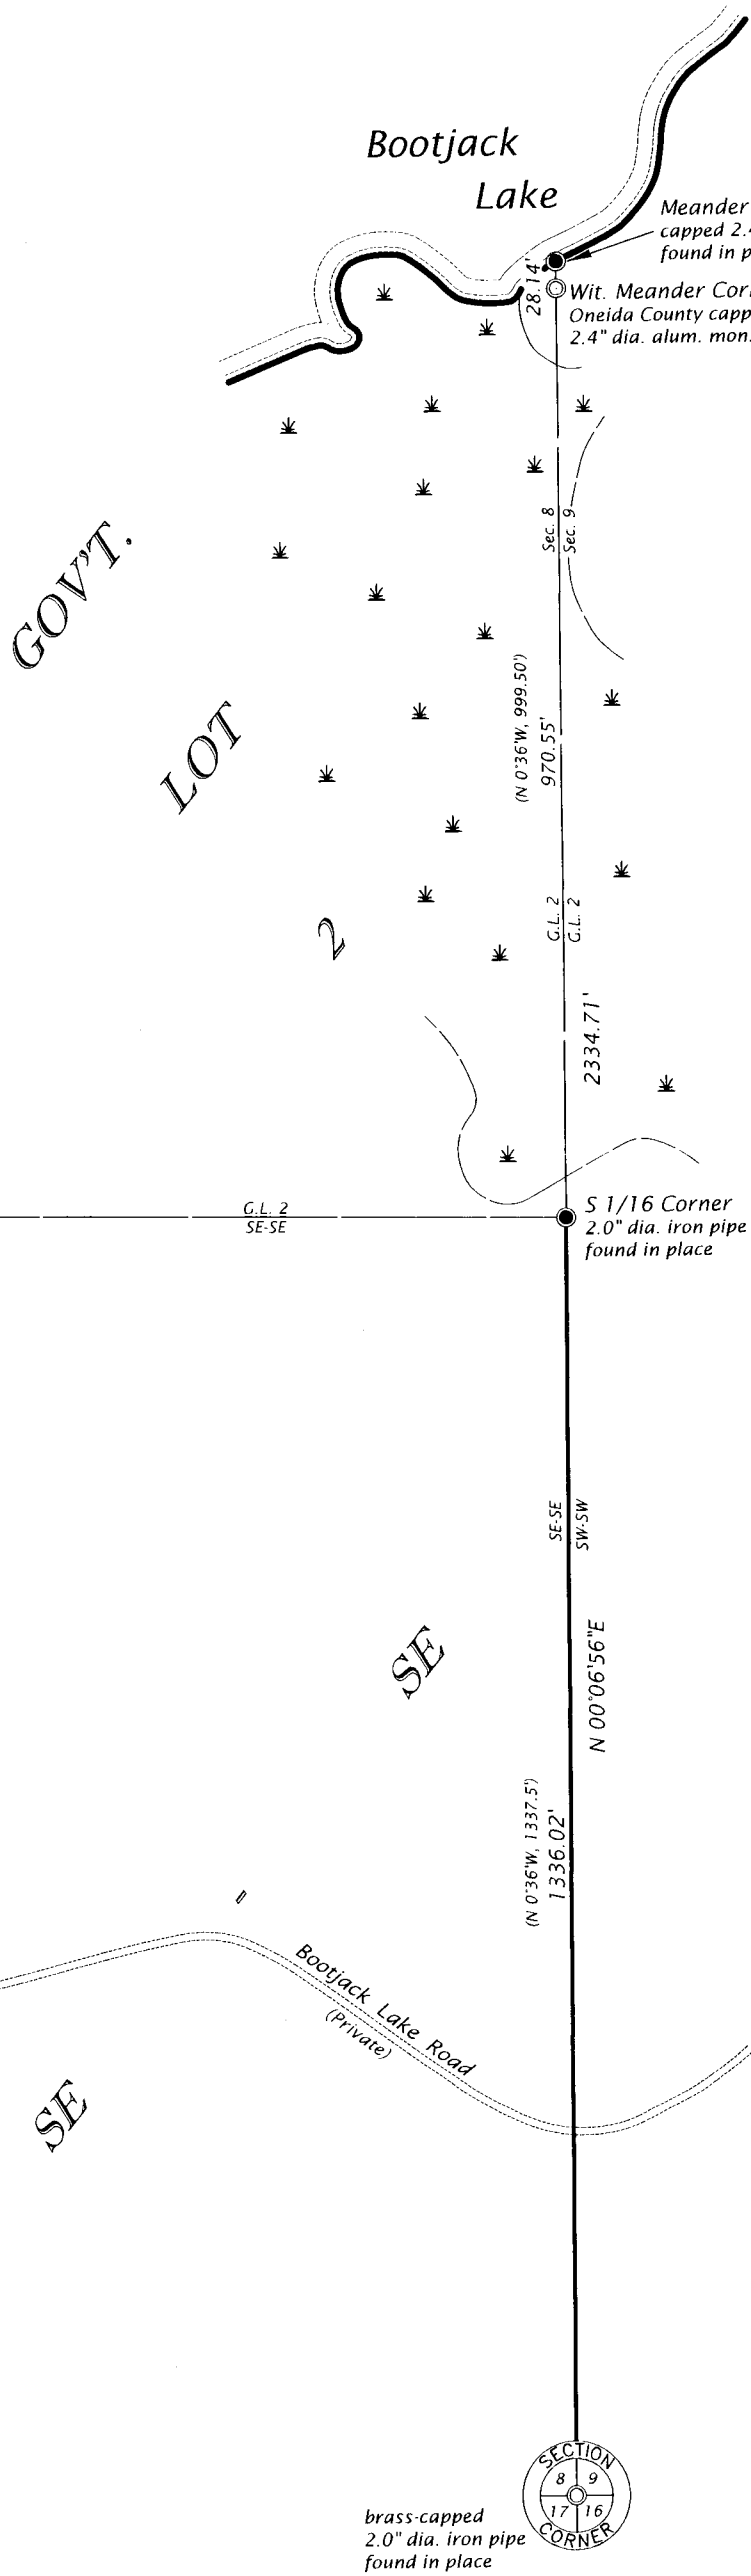 Bootjack
Lake
Meander
capped 2.4
found in p
28.14'
Wit. Meander Cor
Oneida County capp
2.4" dia. alum. mon.
Sec. 8
Sec. 9
GOV'T.
LOT
2
(N 0°36'W, 999.50')
970.55'
G.L. 2
G.L. 2
2334.71'
G.L. 2
SE-SE
S 1/16 Corner
2.0" dia. iron pipe
found in place
SE-SE
SW-SW
SE
N 00°06'56"E
(N 0°36'W, 1337.5')
1336.02'
Bootjack Lake Road
(Private)
SE
SECTION
8 9
17 16
CORNER
brass-capped
2.0" dia. iron pipe
found in place